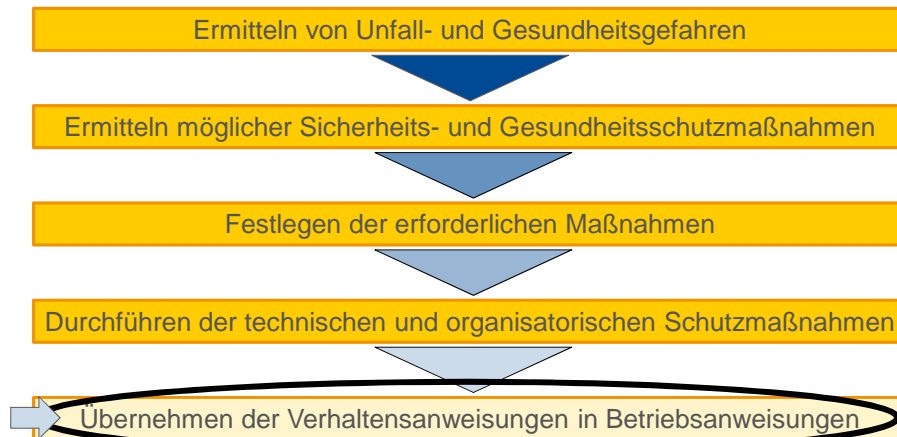 Ermitteln von Unfall- und Gesundheitsgefahren
Ermitteln möglicher Sicherheits- und Gesundheitsschutzmaßnahmen
Festlegen der erforderlichen Maßnahmen
Durchführen der technischen und organisatorischen Schutzmaßnahmen
Übernehmen der Verhaltensanweisungen in Betriebsanweisungen